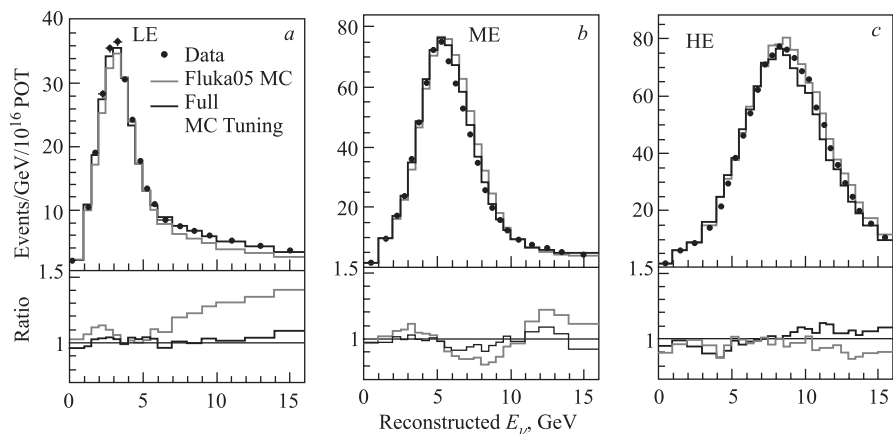 LE a
Data
Fluka05 MC
Full
MC Tuning
ME b
HE c
Events/GeV/10^16 POT
40
30
20
10
80
60
40
20
80
60
40
20
Ratio
1.5
1
1.5
1
1.5
1
0 5 10 15
0 5 10 15
0 5 10 15
Reconstructed Eν, GeV